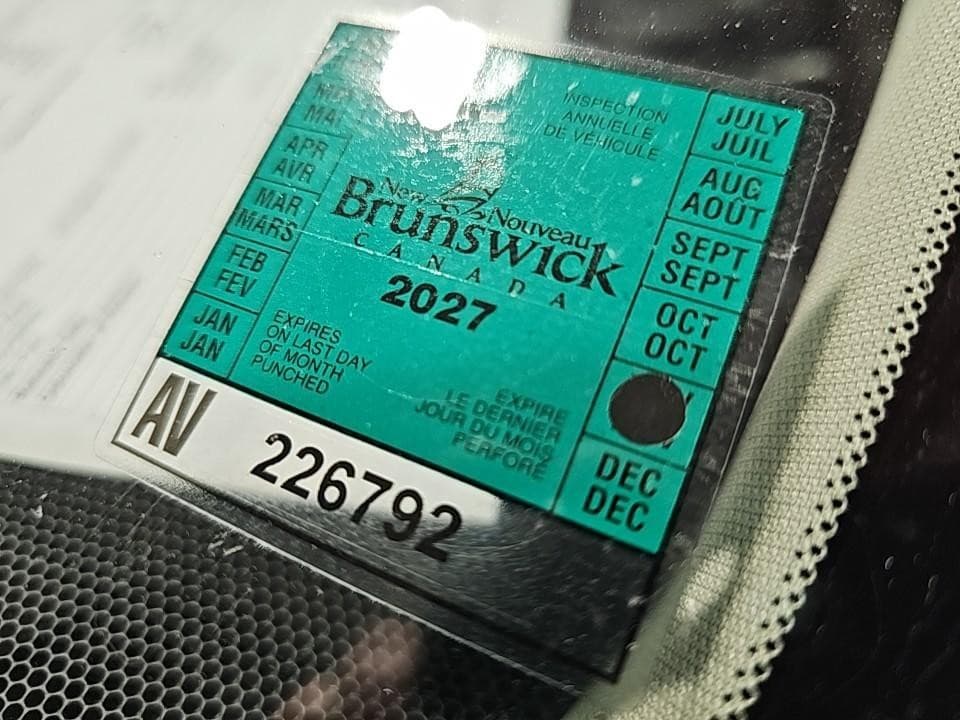 MA
APR
AVR
MAR
MARS
FEB
FEV
JAN
JAN
INSPECTION
ANNUELLE
DE VÉHICULE
New Nouveau
Brunswick
CANADA
2027
EXPIRES
ON LAST DAY
OF MONTH
PUNCHED
EXPIRE
LE DERNIER
JOUR DU MOIS
PERFORÉ
JULY
JUIL
AUG
AOÛT
SEPT
SEPT
OCT
OCT
DEC
DEC
AV 226792